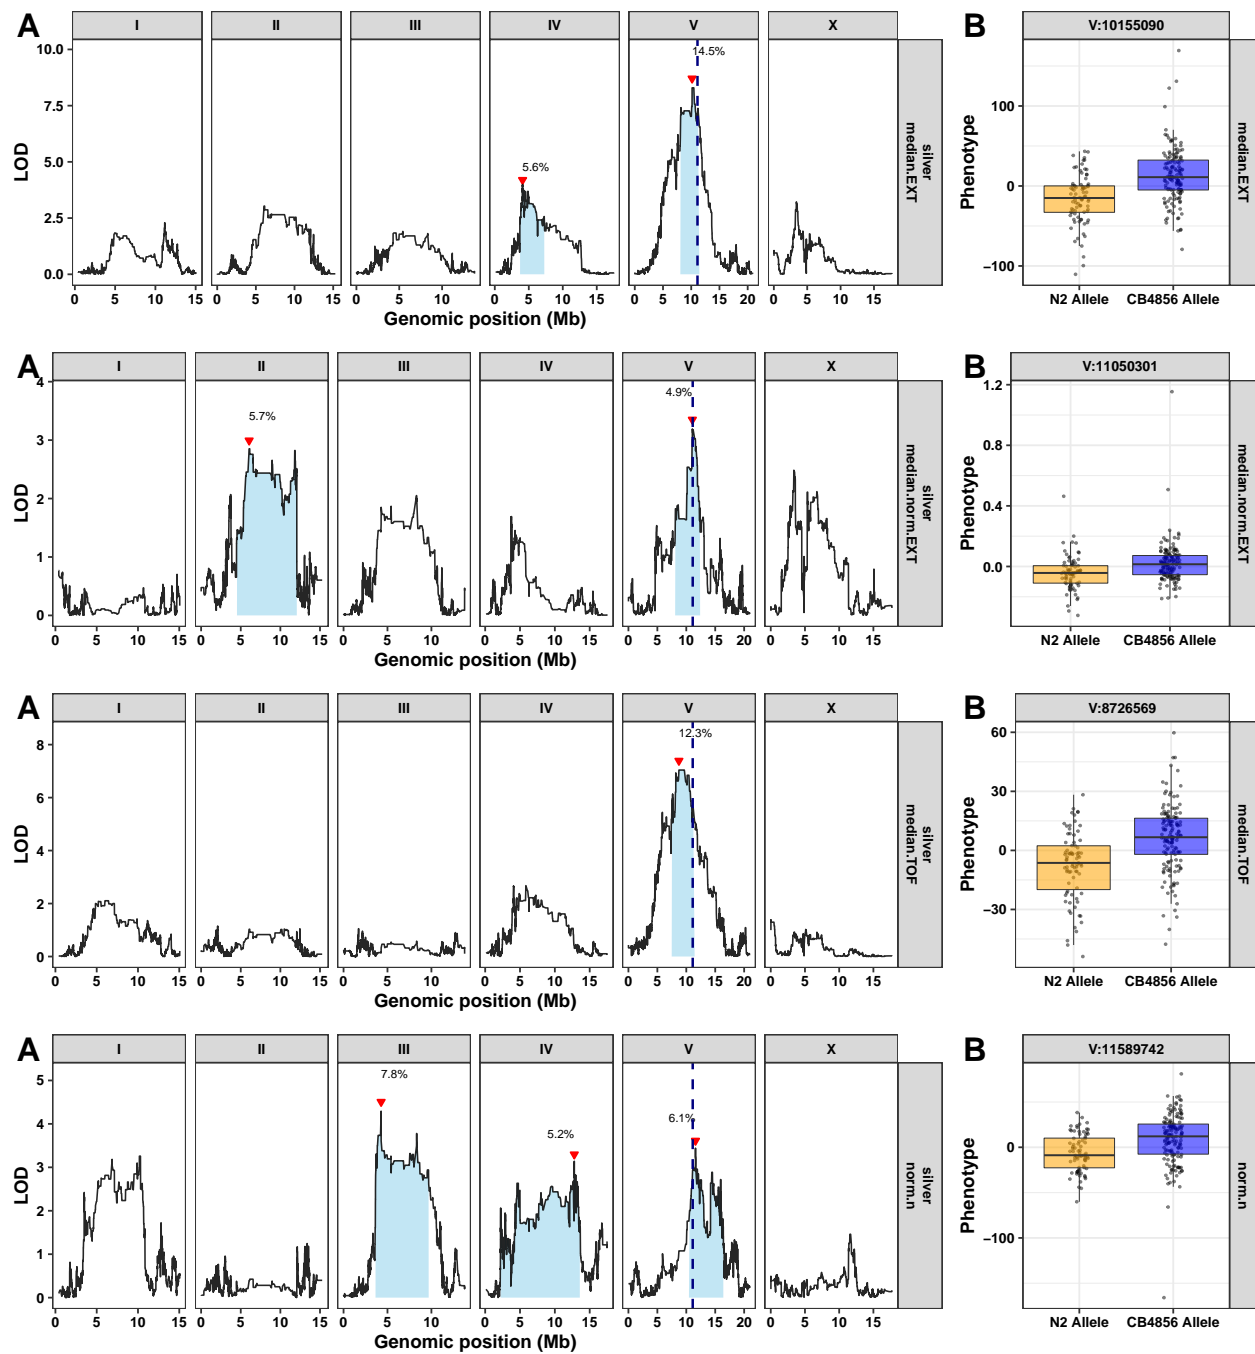 A
I II III IV V X
10.0
7.5
5.0
2.5
0.0
LOD
5.6%
14.5%
silver
median.EXT
0 5 10 15 0 5 10 15 0 5 10 0 5 10 15 0 5 10 15 20 0 5 10 15
Genomic position (Mb)
B
V:10155090
100
0
−100
Phenotype
median.EXT
N2 Allele CB4856 Allele
A
I II III IV V X
4
3
2
1
0
LOD
5.7%
4.9%
silver
median.norm.EXT
0 5 10 15 0 5 10 15 0 5 10 0 5 10 15 0 5 10 15 20 0 5 10 15
Genomic position (Mb)
B
V:11050301
1.2
0.8
0.4
0.0
Phenotype
median.norm.EXT
N2 Allele CB4856 Allele
A
I II III IV V X
8
6
4
2
0
LOD
12.3%
silver
median.TOF
0 5 10 15 0 5 10 15 0 5 10 0 5 10 15 0 5 10 15 20 0 5 10 15
Genomic position (Mb)
B
V:8726569
60
30
0
−30
Phenotype
median.TOF
N2 Allele CB4856 Allele
A
I II III IV V X
5
4
3
2
1
0
LOD
7.8%
5.2%
6.1%
silver
norm.n
0 5 10 15 0 5 10 15 0 5 10 0 5 10 15 0 5 10 15 20 0 5 10 15
Genomic position (Mb)
B
V:11589742
0
−100
Phenotype
norm.n
N2 Allele CB4856 Allele